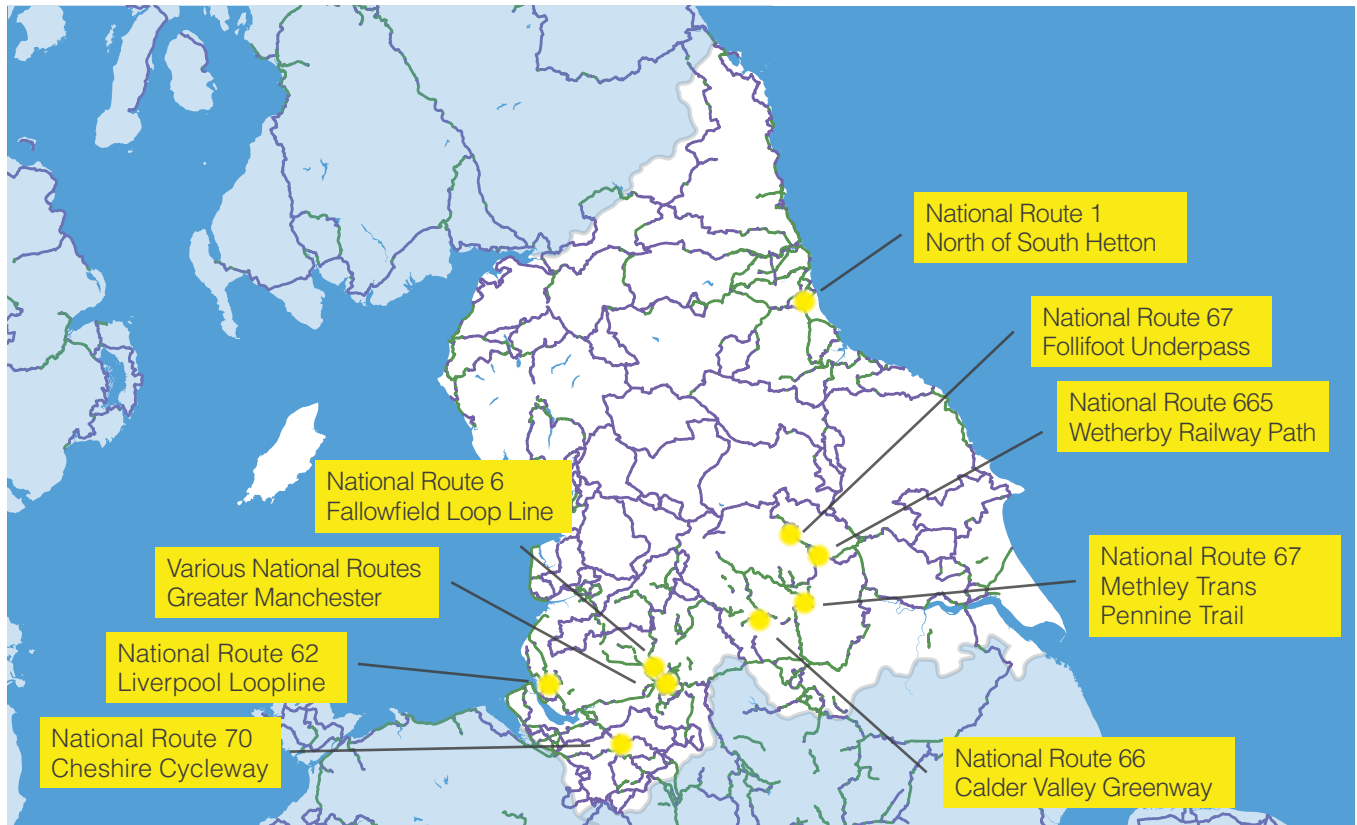 National Route 1
North of South Hetton
National Route 67
Follifoot Underpass
National Route 665
Wetherby Railway Path
National Route 6
Fallowfield Loop Line
Various National Routes
Greater Manchester
National Route 67
Methley Trans
Pennine Trail
National Route 62
Liverpool Loopline
National Route 70
Cheshire Cycleway
National Route 66
Calder Valley Greenway